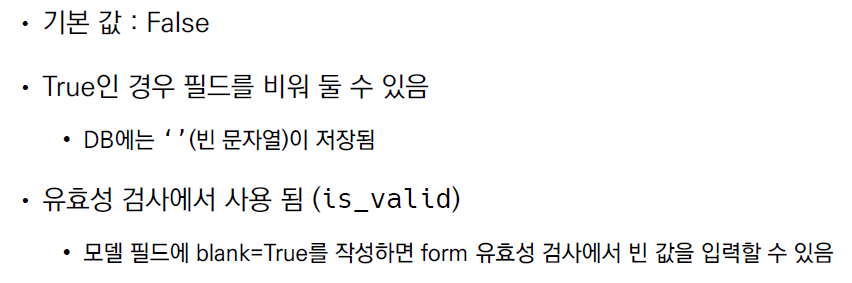 • 기본 값 : False
• True인 경우 필드를 비워 둘 수 있음
• DB에는 ‘ ’(빈 문자열)이 저장됨
• 유효성 검사에서 사용 됨 (is_valid)
• 모델 필드에 blank=True를 작성하면 form 유효성 검사에서 빈 값을 입력할 수 있음